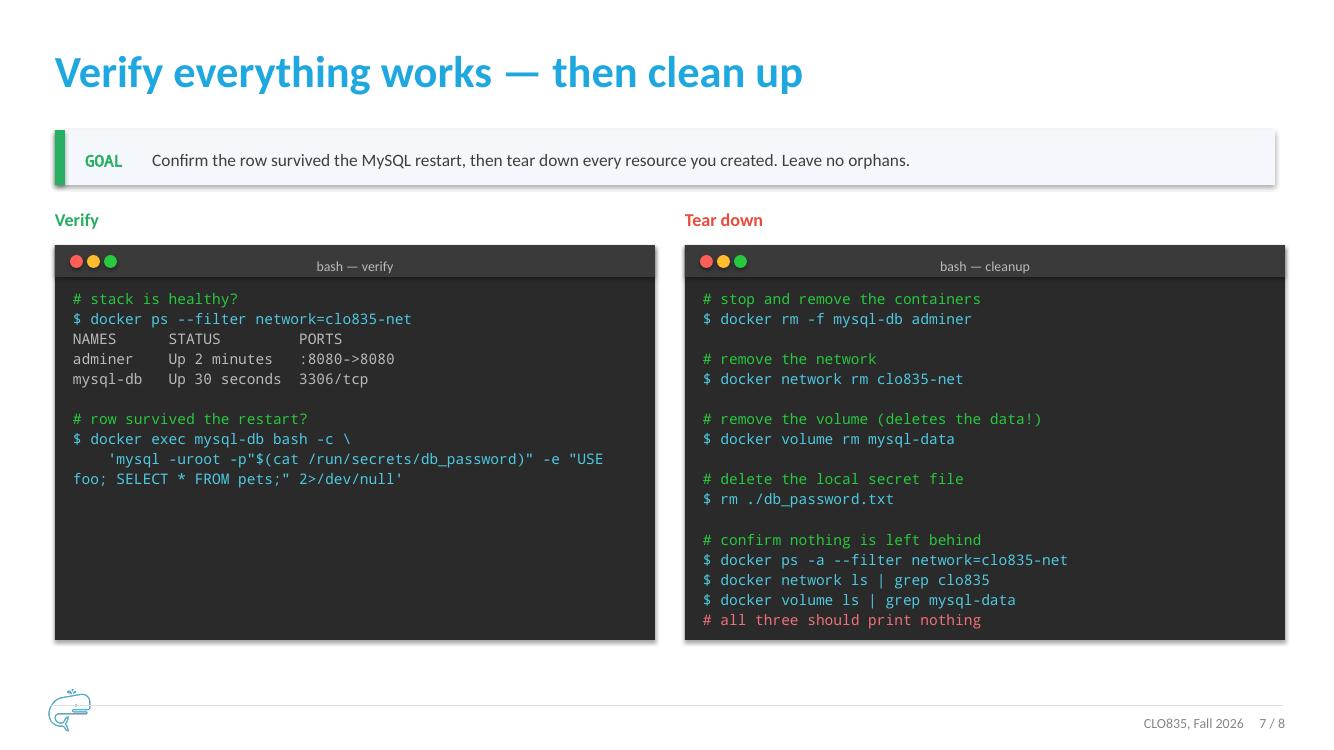 Verify everything works — then clean up
GOAL Confirm the row survived the MySQL restart, then tear down every resource you created. Leave no orphans.
Verify
bash — verify
# stack is healthy?
$ docker ps --filter network=clo835-net
NAMES STATUS PORTS
adminer Up 2 minutes :8080->8080
mysql-db Up 30 seconds 3306/tcp
# row survived the restart?
$ docker exec mysql-db bash -c \
'mysql -uroot -p"$(cat /run/secrets/db_password)" -e "USE
foo; SELECT * FROM pets;" 2>/dev/null'
Tear down
bash — cleanup
# stop and remove the containers
$ docker rm -f mysql-db adminer
# remove the network
$ docker network rm clo835-net
# remove the volume (deletes the data!)
$ docker volume rm mysql-data
# delete the local secret file
$ rm ./db_password.txt
# confirm nothing is left behind
$ docker ps -a --filter network=clo835-net
$ docker network ls | grep clo835
$ docker volume ls | grep mysql-data
# all three should print nothing
CLO835, Fall 2026 7 / 8